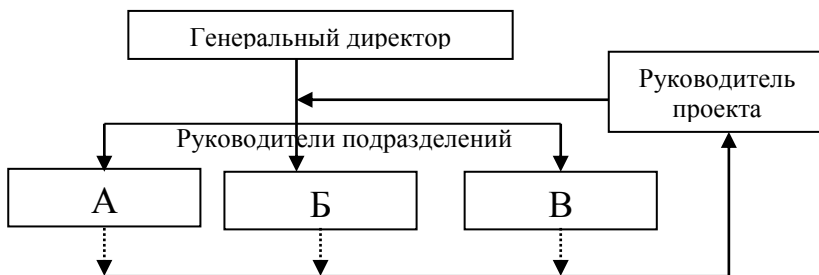 Генеральный директор
Руководитель
проекта
Руководители подразделений
А
Б
В